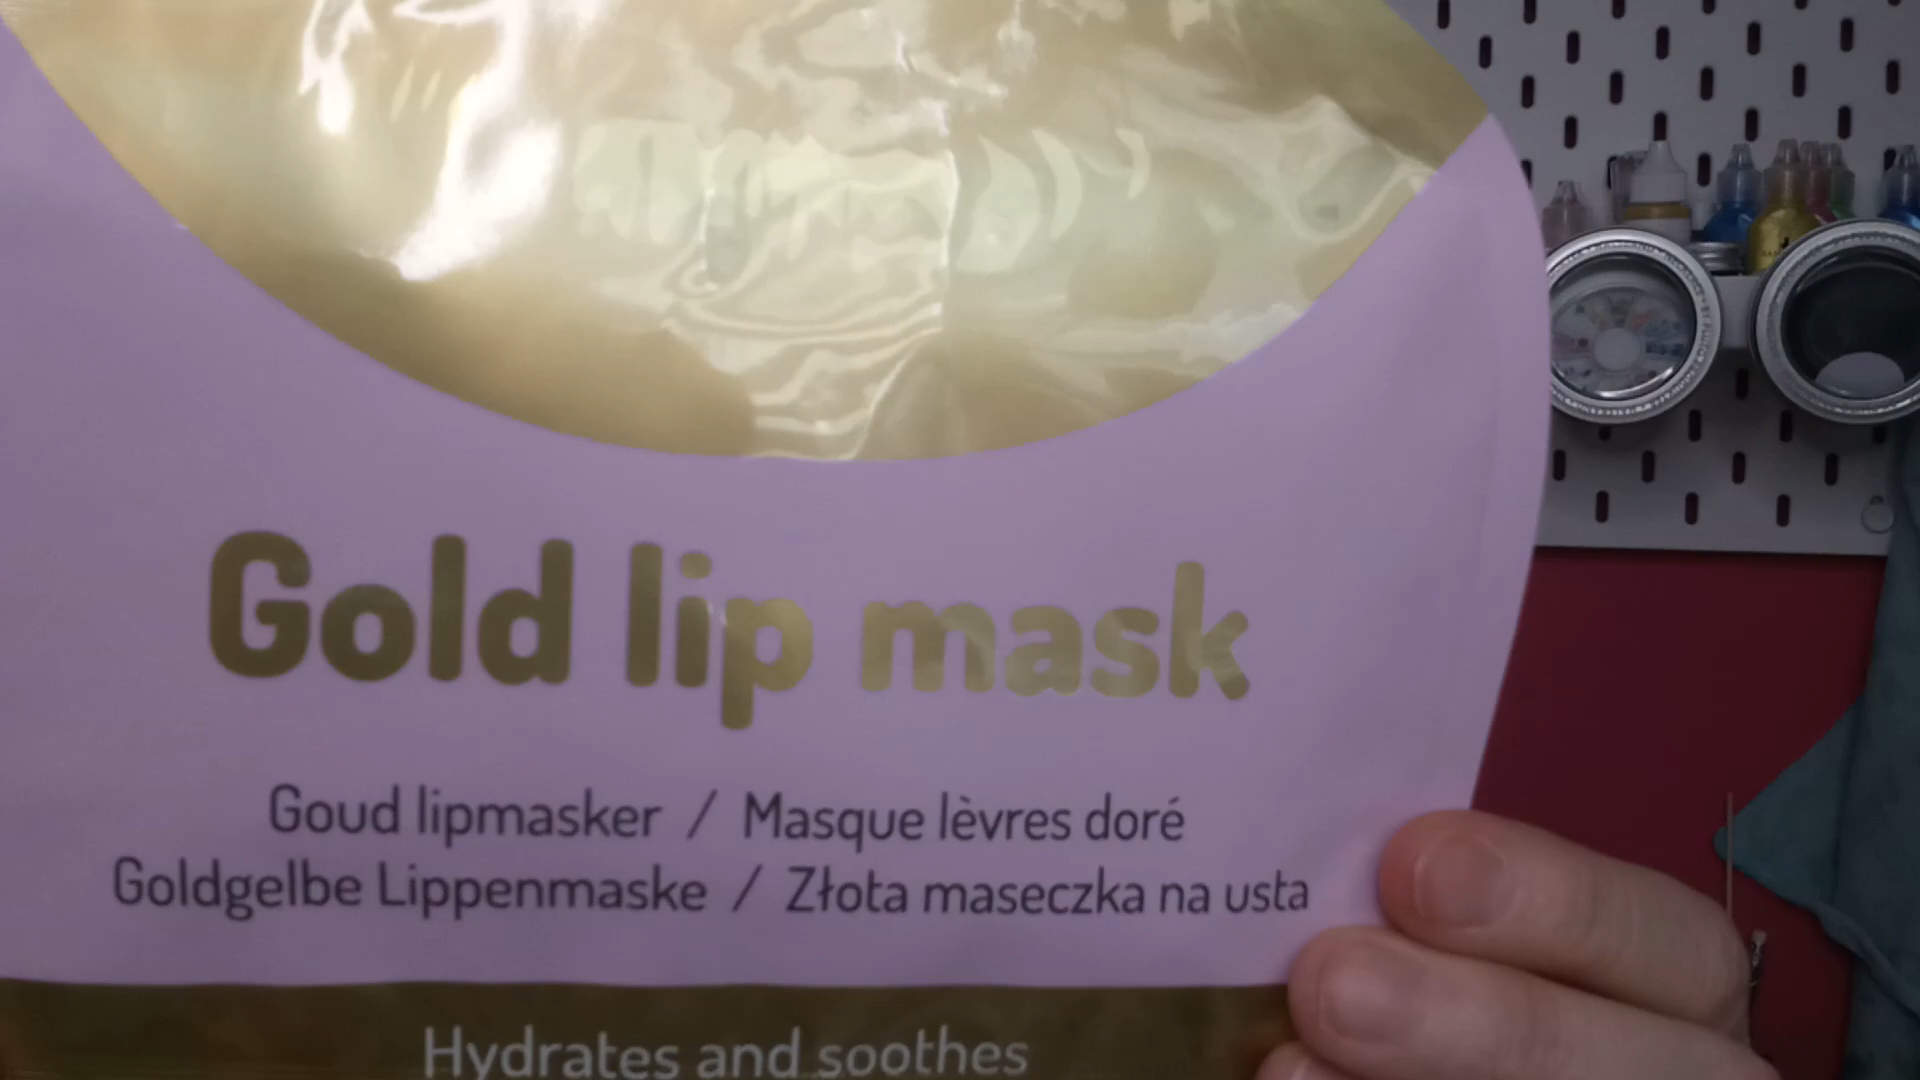 Gold lip mask
Goud lipmasker / Masque lèvres doré
Goldgelbe Lippenmaske / Złota maseczka na usta
Hydrates and soothes